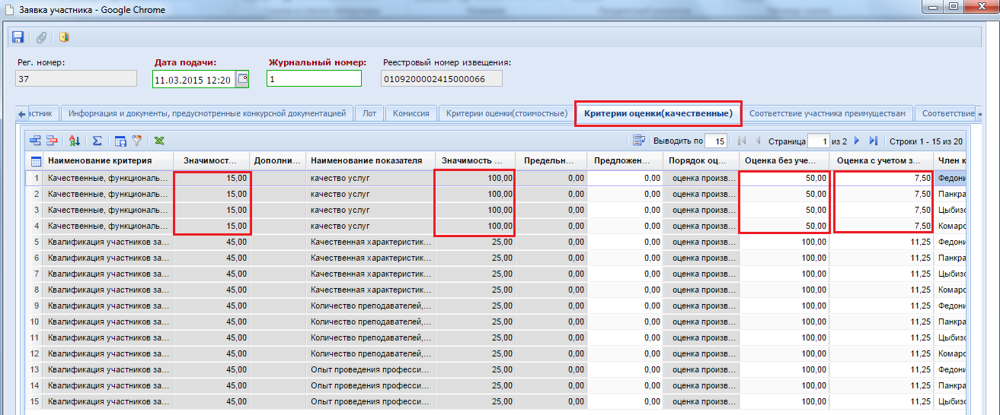 Заявка участника - Google Chrome
Рег. номер: Дата подачи: Журнальный номер: Реестровый номер извещения:
37 11.03.2015 12:20 1 0109200002415000066
астник Информация и документы, предусмотренные конкурсной документацией Лот Комиссия Критерии оценки(стоимостные) Критерии оценки(качественные) Соответствие участника преимуществам Соответствие
Выводить по 15 Страница 1 из 2 Строки 1 - 15 из 20
Наименование критерия Значимост... Дополни... Наименование показателя Значимость ... Предельн... Предложен... Порядок оц... Оценка без уче... Оценка с учетом з... Член к
1 Качественные, функциональ... 15,00 качество услуг 100,00 0,00 0,00 оценка произв... 50,00 7,50 Федони
2 Качественные, функциональ... 15,00 качество услуг 100,00 0,00 0,00 оценка произв... 50,00 7,50 Панкра
3 Качественные, функциональ... 15,00 качество услуг 100,00 0,00 0,00 оценка произв... 50,00 7,50 Цыбизо
4 Качественные, функциональ... 15,00 качество услуг 100,00 0,00 0,00 оценка произв... 50,00 7,50 Комаро
5 Квалификация участников за... 45,00 Качественная характеристик... 25,00 0,00 0,00 оценка произв... 100,00 11,25 Федони
6 Квалификация участников за... 45,00 Качественная характеристик... 25,00 0,00 0,00 оценка произв... 100,00 11,25 Панкра
7 Квалификация участников за... 45,00 Качественная характеристик... 25,00 0,00 0,00 оценка произв... 100,00 11,25 Цыбизо
8 Квалификация участников за... 45,00 Качественная характеристик... 25,00 0,00 0,00 оценка произв... 100,00 11,25 Комаро
9 Квалификация участников за... 45,00 Количество преподавателей,... 25,00 0,00 0,00 оценка произв... 100,00 11,25 Федони
10 Квалификация участников за... 45,00 Количество преподавателей,... 25,00 0,00 0,00 оценка произв... 100,00 11,25 Панкра
11 Квалификация участников за... 45,00 Количество преподавателей,... 25,00 0,00 0,00 оценка произв... 100,00 11,25 Цыбизо
12 Квалификация участников за... 45,00 Количество преподавателей,... 25,00 0,00 0,00 оценка произв... 100,00 11,25 Комаро
13 Квалификация участников за... 45,00 Опыт проведения професси... 25,00 0,00 0,00 оценка произв... 100,00 11,25 Федони
14 Квалификация участников за... 45,00 Опыт проведения професси... 25,00 0,00 0,00 оценка произв... 100,00 11,25 Панкра
15 Квалификация участников за... 45,00 Опыт проведения професси... 25,00 0,00 0,00 оценка произв... 100,00 11,25 Цыбизо